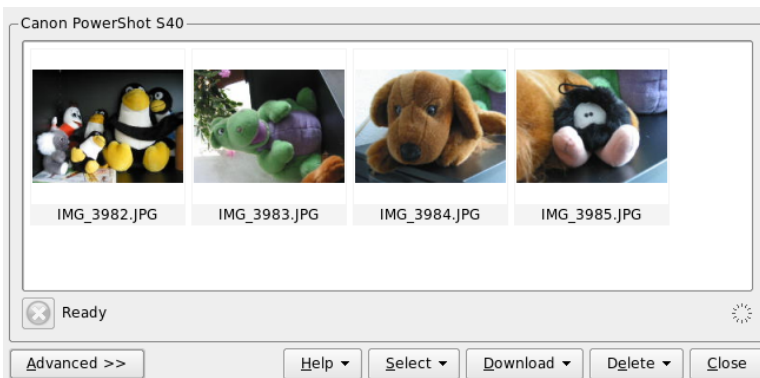 Canon PowerShot S40
IMG_3982.JPG IMG_3983.JPG IMG_3984.JPG IMG_3985.JPG
Ready
Advanced >> Help Select Download Delete Close